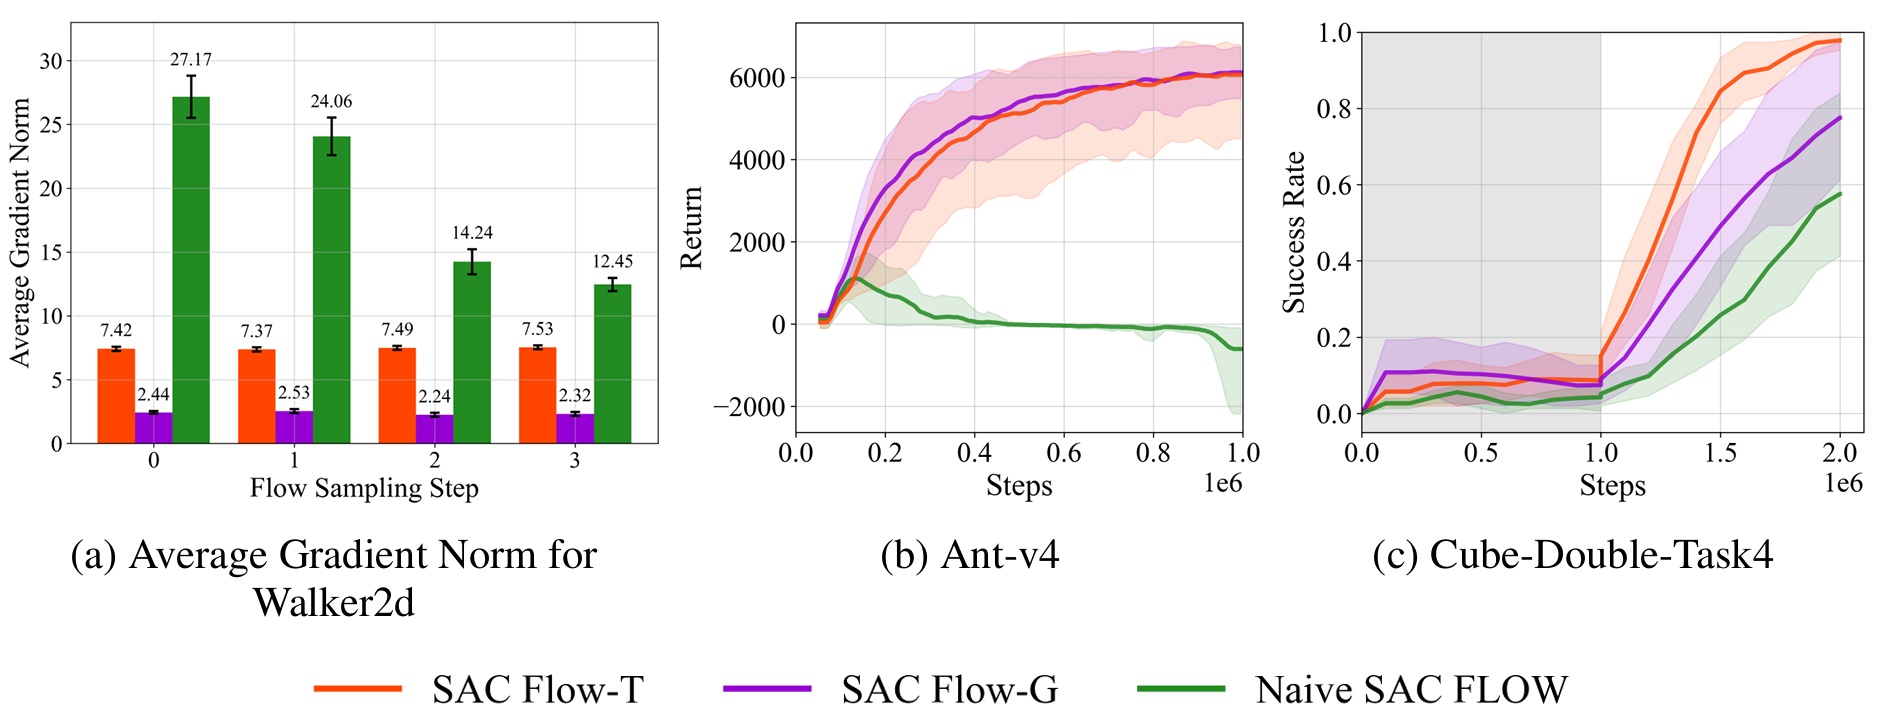 30
25
20
15
10
5
0
Average Gradient Norm
27.17
24.06
14.24
12.45
7.42
7.37
7.49
7.53
2.44
2.53
2.24
2.32
0 1 2 3
Flow Sampling Step
(a) Average Gradient Norm for
Walker2d
6000
4000
2000
0
−2000
Return
0.0 0.2 0.4 0.6 0.8 1.0
Steps
1e6
(b) Ant-v4
1.0
0.8
0.6
0.4
0.2
0.0
Success Rate
0.0 0.5 1.0 1.5 2.0
Steps
1e6
(c) Cube-Double-Task4
SAC Flow-T SAC Flow-G Naive SAC FLOW